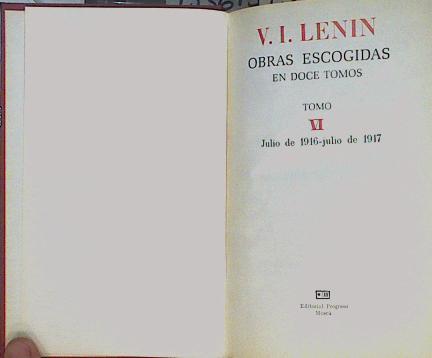 V. I. LENIN
OBRAS ESCOGIDAS
EN DOCE TOMOS
TOMO
VI
Julio de 1916-julio de 1917
Editorial Progreso
Moscú